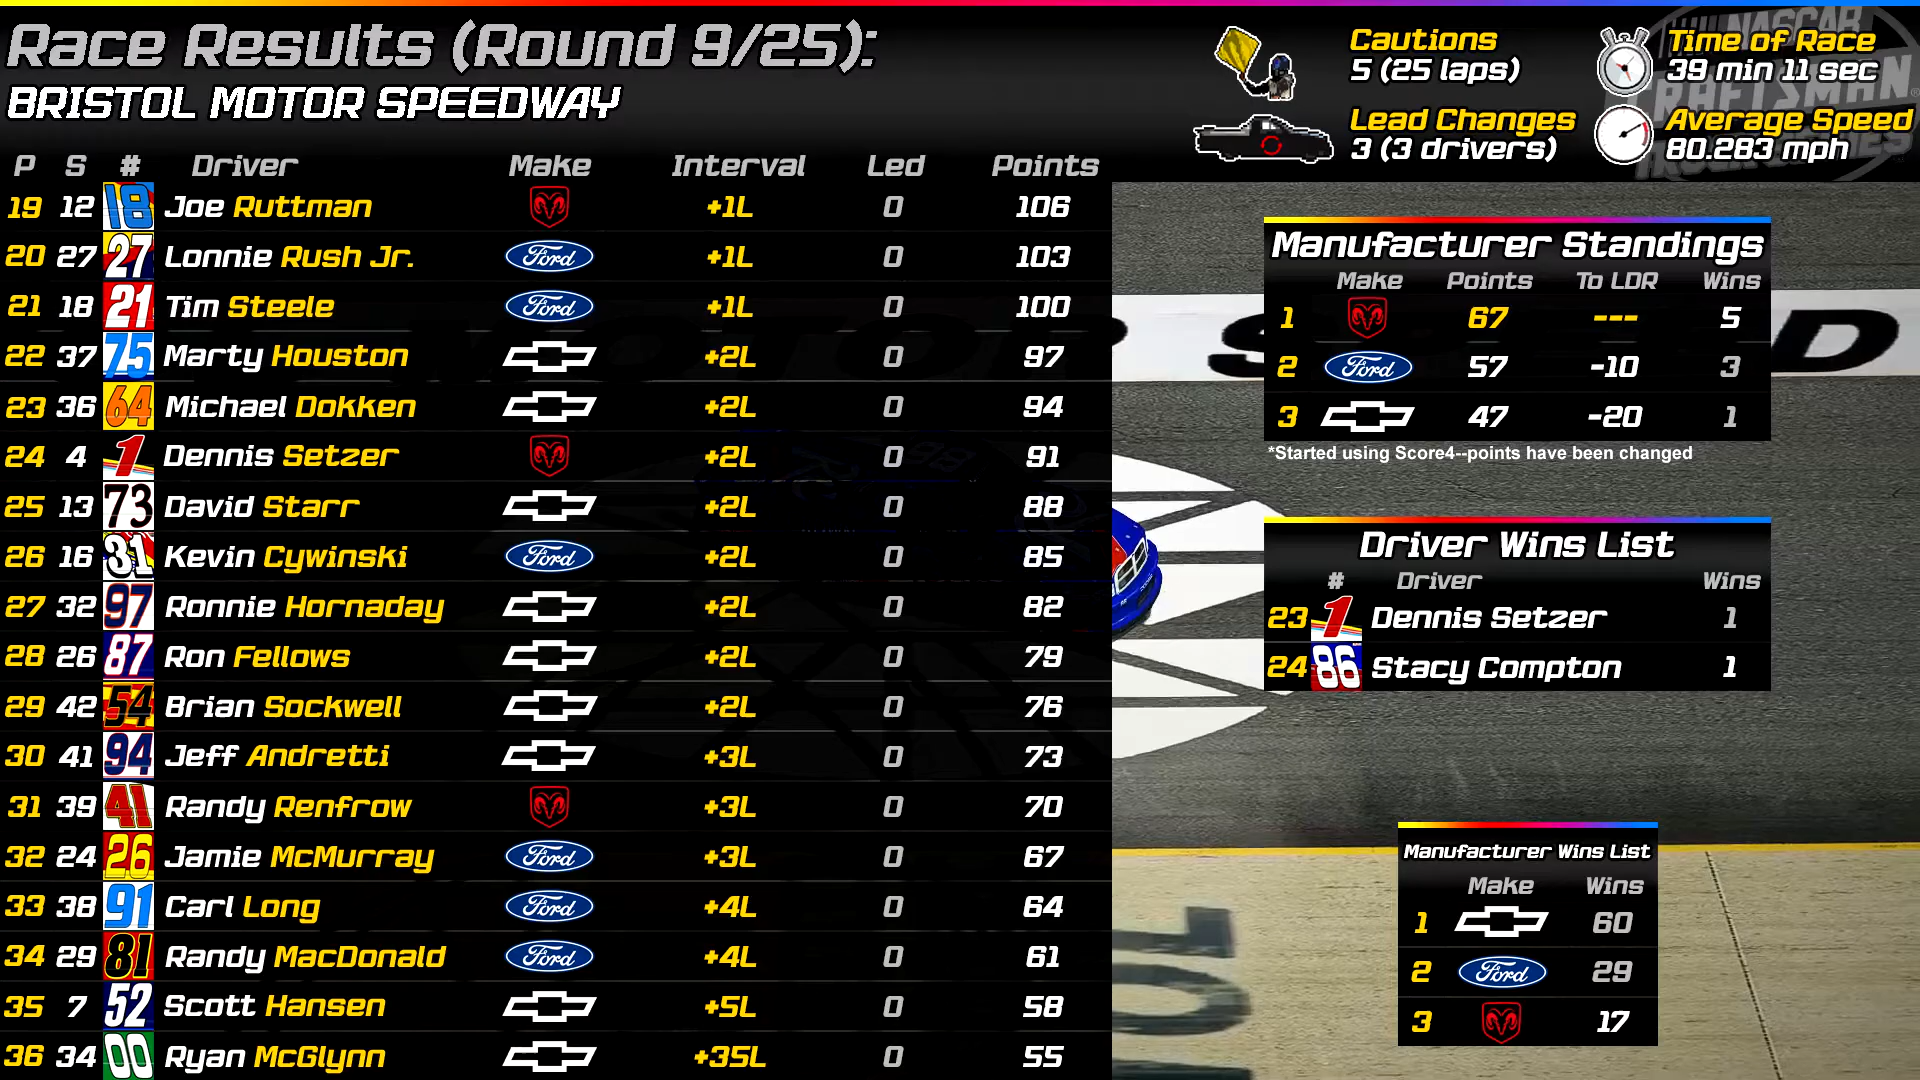 Race Results (Round 9/25):
BRISTOL MOTOR SPEEDWAY
Cautions
5 (25 laps)
Lead Changes
3 (3 drivers)
Time of Race
39 min 11 sec
Average Speed
80.283 mph
NASCAR
CRAFTSMAN
P S # Driver Make Interval Led Points
19 12 18 Joe Ruttman +1L 0 106
20 27 27 Lonnie Rush Jr. Ford +1L 0 103
21 18 21 Tim Steele Ford +1L 0 100
22 37 75 Marty Houston +2L 0 97
23 36 64 Michael Dokken +2L 0 94
24 4 1 Dennis Setzer +2L 0 91
25 13 73 David Starr +2L 0 88
26 16 31 Kevin Cywinski Ford +2L 0 85
27 32 97 Ronnie Hornaday +2L 0 82
28 26 87 Ron Fellows +2L 0 79
29 42 54 Brian Sockwell +2L 0 76
30 41 94 Jeff Andretti +3L 0 73
31 39 41 Randy Renfrow +3L 0 70
32 24 26 Jamie McMurray Ford +3L 0 67
33 38 91 Carl Long Ford +4L 0 64
34 29 81 Randy MacDonald Ford +4L 0 61
35 7 52 Scott Hansen +5L 0 58
36 34 00 Ryan McGlynn +35L 0 55
Manufacturer Standings
Make Points To LDR Wins
1 67 --- 5
2 Ford 57 -10 3
3 47 -20 1
*Started using Score4--points have been changed
Driver Wins List
# Driver Wins
23 1 Dennis Setzer 1
24 86 Stacy Compton 1
Manufacturer Wins List
Make Wins
1 60
2 Ford 29
3 17